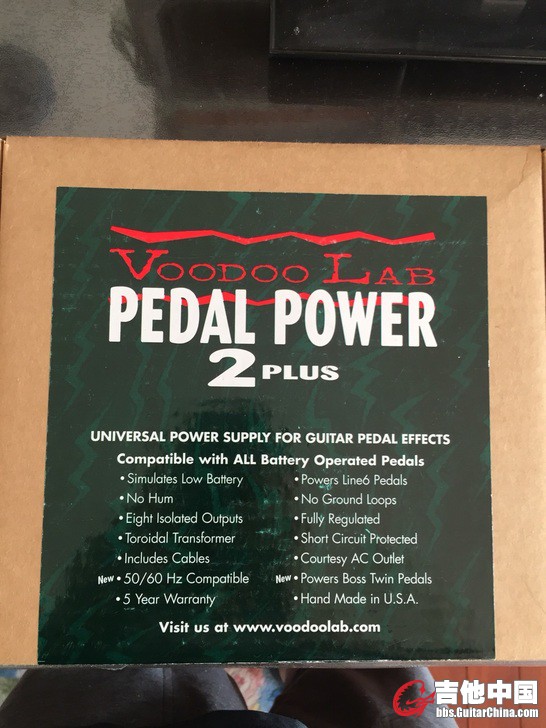 VOODOO LAB
PEDAL POWER
2 PLUS
UNIVERSAL POWER SUPPLY FOR GUITAR PEDAL EFFECTS
Compatible with ALL Battery Operated Pedals
• Simulates Low Battery
• No Hum
• Eight Isolated Outputs
• Toroidal Transformer
• Includes Cables
New • 50/60 Hz Compatible
• 5 Year Warranty
• Powers Line6 Pedals
• No Ground Loops
• Fully Regulated
• Short Circuit Protected
• Courtesy AC Outlet
New • Powers Boss Twin Pedals
• Hand Made in U.S.A.
Visit us at www.voodoolab.com
吉他中国
bbs.GuitarChina.com